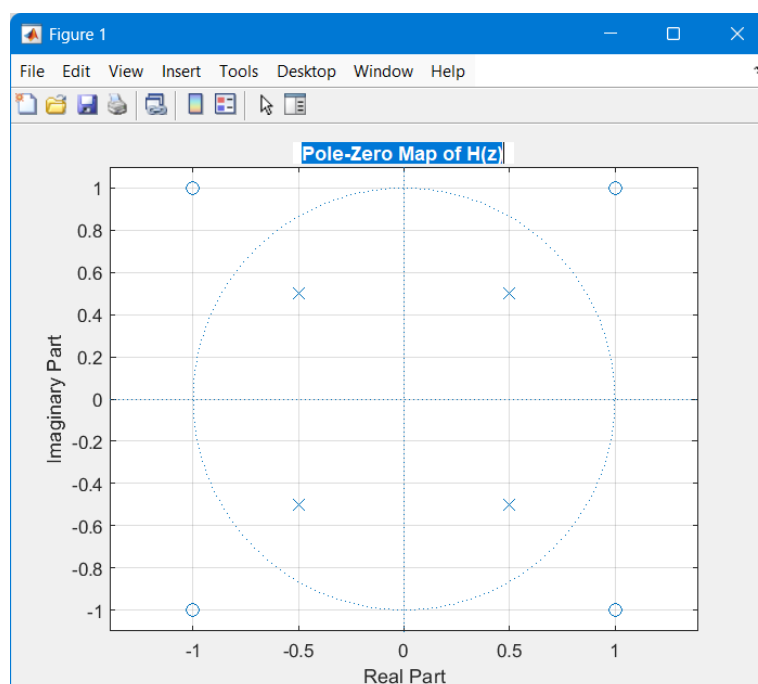 Figure 1
File Edit View Insert Tools Desktop Window Help
Pole-Zero Map of H(z)
1
0.8
0.6
0.4
0.2
0
-0.2
-0.4
-0.6
-0.8
-1
Imaginary Part
-1 -0.5 0 0.5 1
Real Part